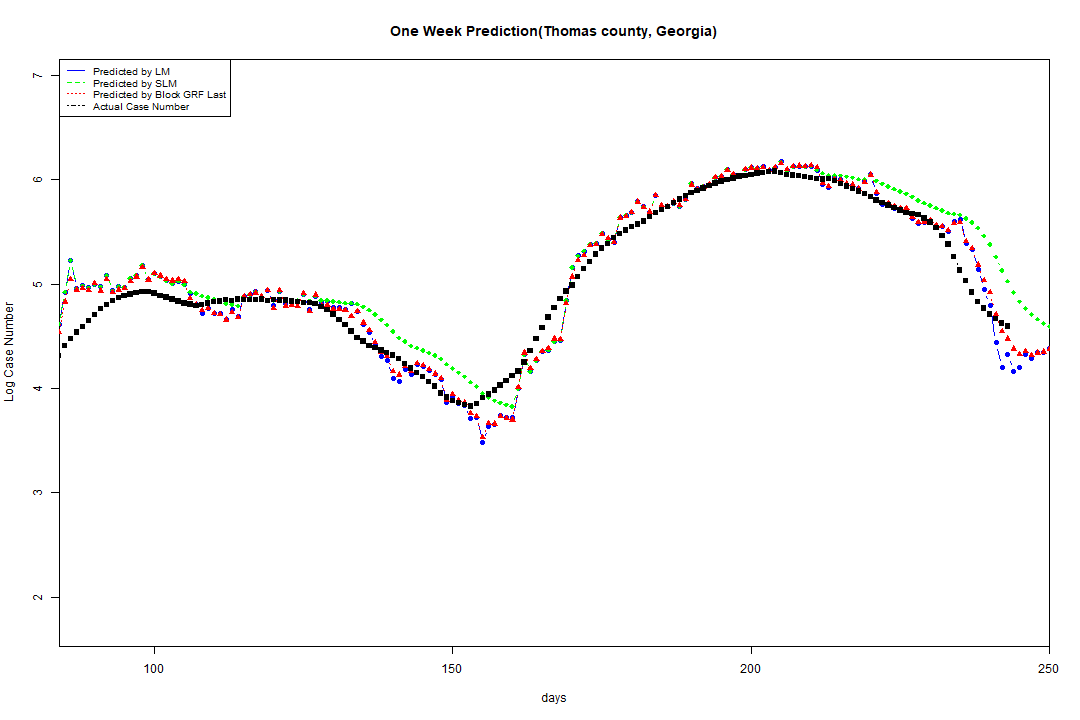 One Week Prediction(Thomas county, Georgia)
Predicted by LM
Predicted by SLM
Predicted by Block GRF Last
Actual Case Number
7
6
5
4
3
2
Log Case Number
100 150 200 250
days